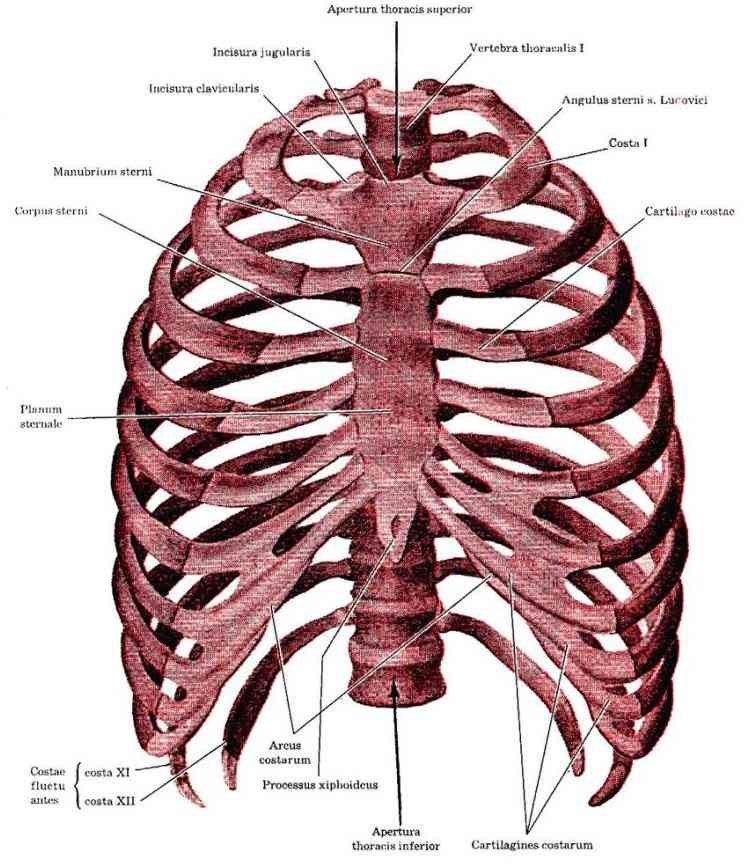 Apertura thoracis superior
Incisura jugularis
Vertebra thoracalis I
Incisura clavicularis
Angulus sterni s. Lucovici
Costa I
Manubrium sterni
Corpus sterni
Cartilago costae
Planum
sternale
Arcus
costarum
Costae
fluctu
antes
costa XI
costa XII
Processus xiphoideus
Apertura
thoracis inferior
Cartilagines costarum